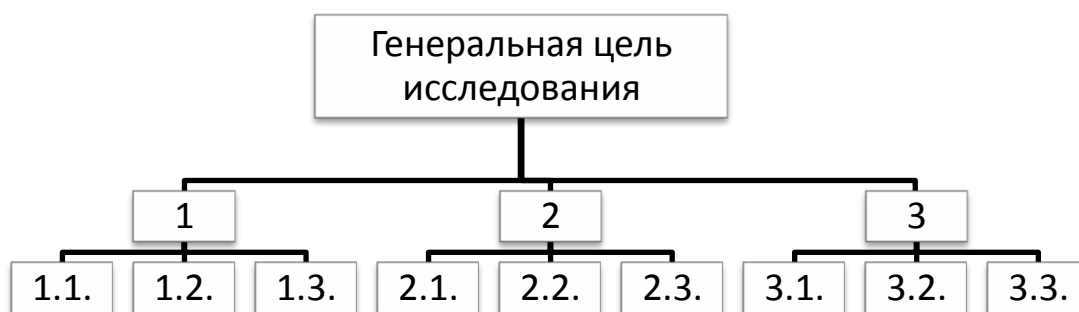 Генеральная цель
исследования
1 2 3
1.1. 1.2. 1.3. 2.1. 2.2. 2.3. 3.1. 3.2. 3.3.